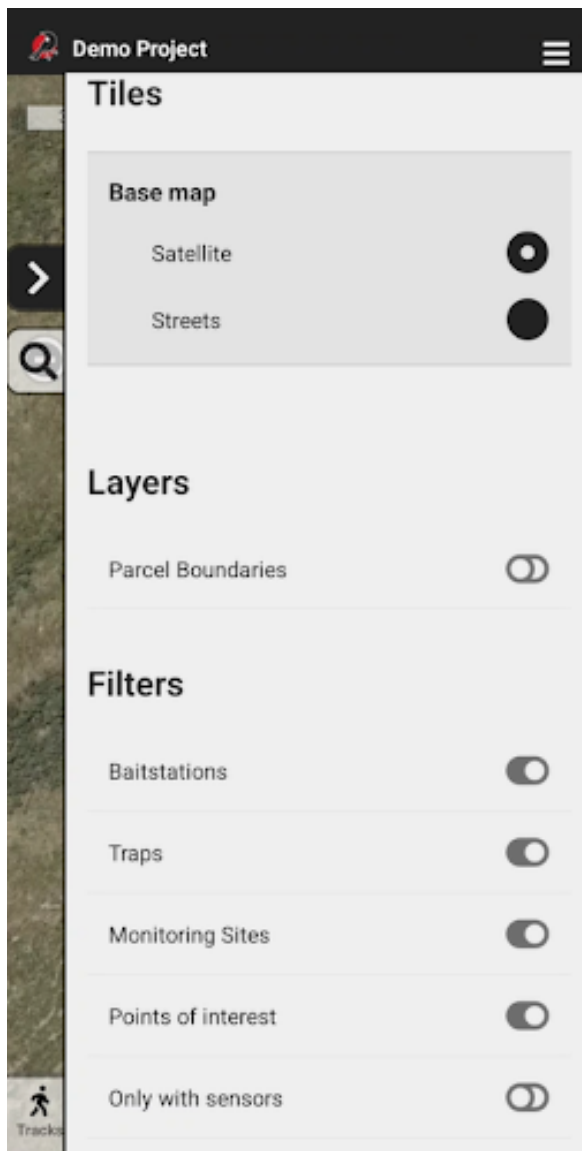 Demo Project
Tiles
Base map
Satellite
Streets
Layers
Parcel Boundaries
Filters
Baitstations
Traps
Monitoring Sites
Points of interest
Only with sensors
Tracks